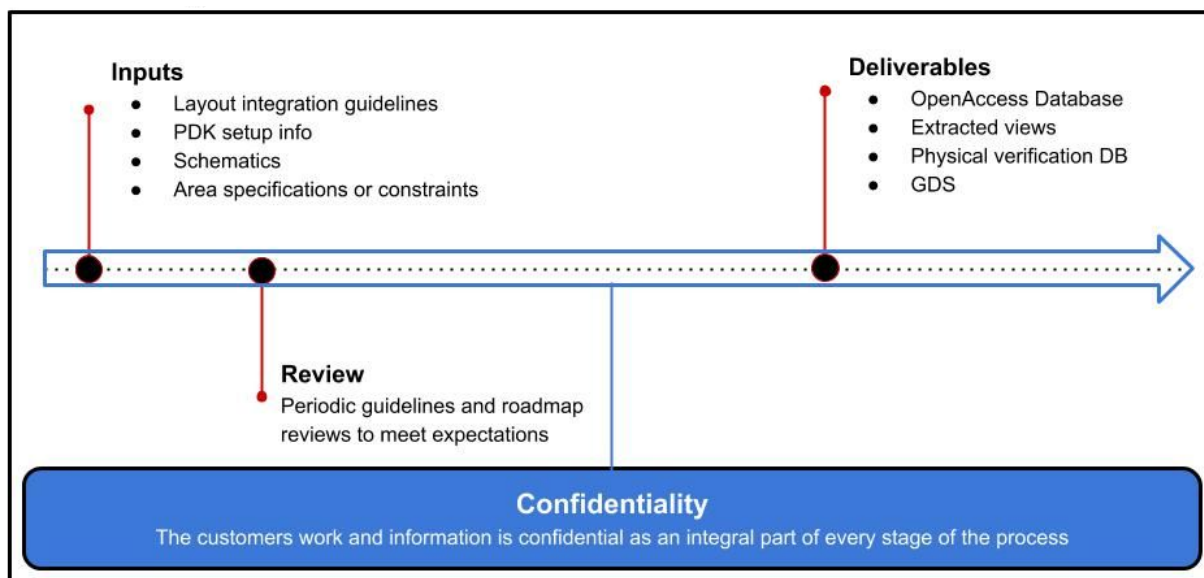 Inputs
● Layout integration guidelines
● PDK setup info
● Schematics
● Area specifications or constraints
Deliverables
● OpenAccess Database
● Extracted views
● Physical verification DB
● GDS
Review
Periodic guidelines and roadmap
reviews to meet expectations
Confidentiality
The customers work and information is confidential as an integral part of every stage of the process